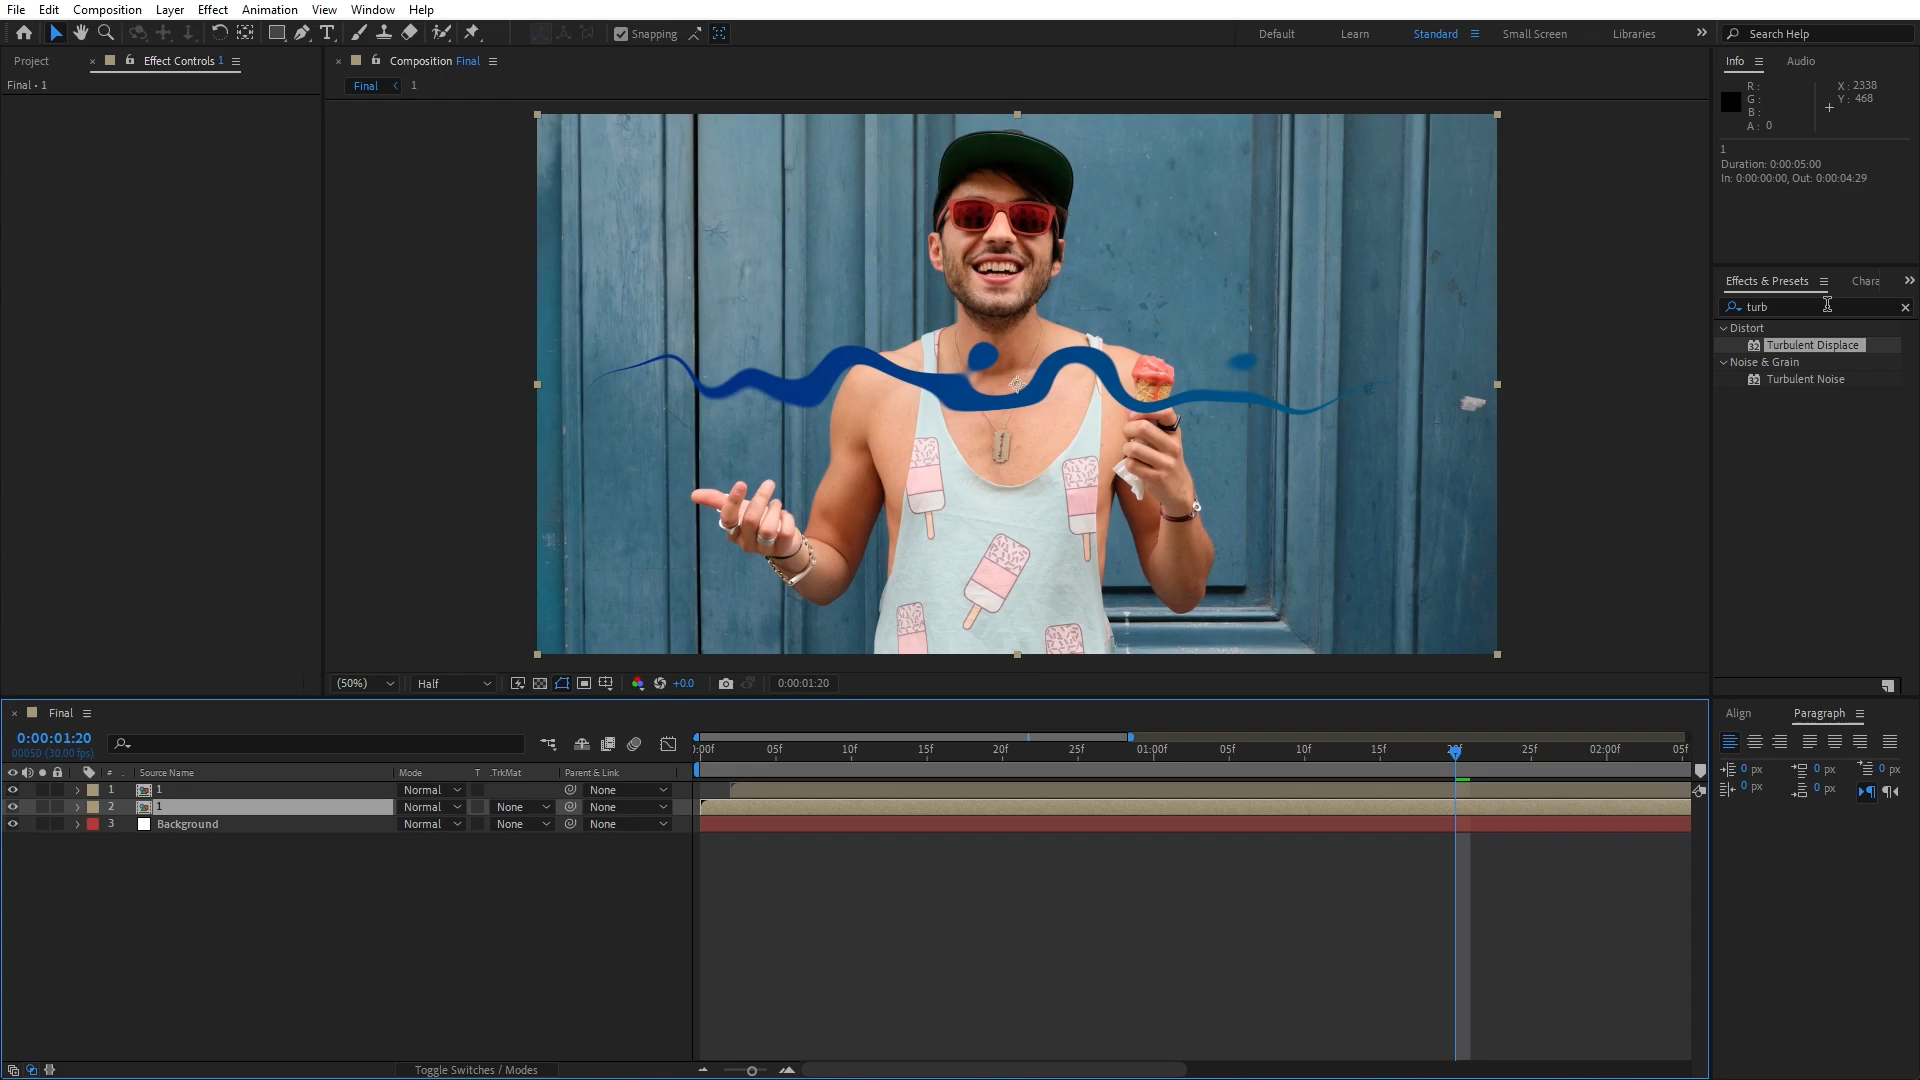 File Edit Composition Layer Effect Animation View Window Help
Snapping Default Learn Standard Small Screen Libraries Search Help
Project Effect Controls 1 Composition Final Info Audio
Final • 1 Final 1
R : X : 2338
G : Y : 468
B :
A : 0
1
Duration: 0:00:05:00
In: 0:00:00:00, Out: 0:00:04:29
Effects & Presets Chara
turb
Distort
32 Turbulent Displace
Noise & Grain
32 Turbulent Noise
(50%) Half +0.0 0:00:01:20
Final Align Paragraph
0:00:01:20
00050 (30.00 fps)
):00f 05f 10f 15f 20f 25f 01:00f 05f 10f 15f 20f 25f 02:00f 05f
# Source Name Mode T .TrkMat Parent & Link
1 1 Normal None
2 1 Normal None None
3 Background Normal None None
0 px 0 px 0 px
0 px 0 px
Toggle Switches / Modes